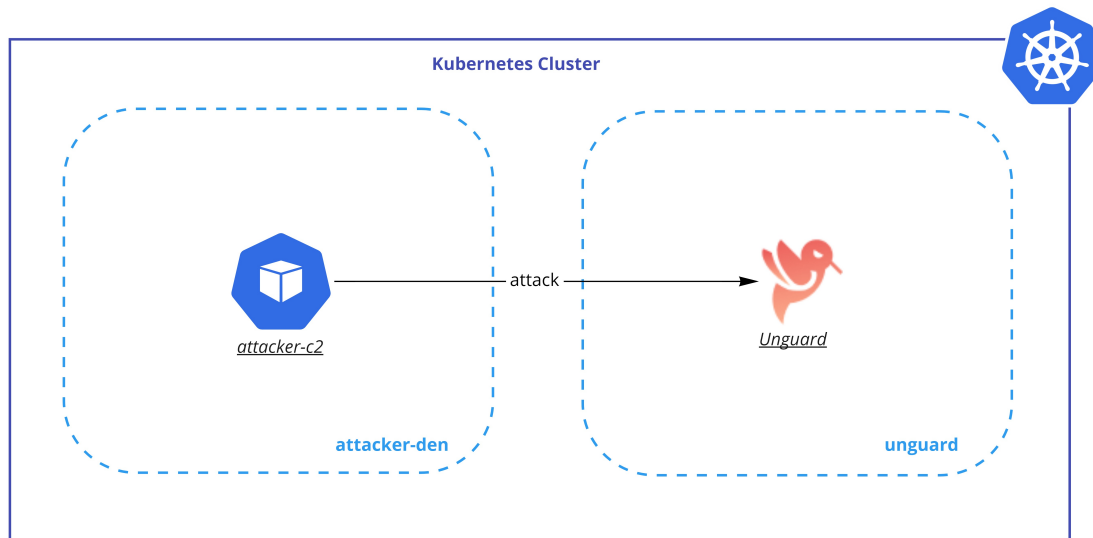 Kubernetes Cluster
attack
attacker-c2
Unguard
attacker-den
unguard